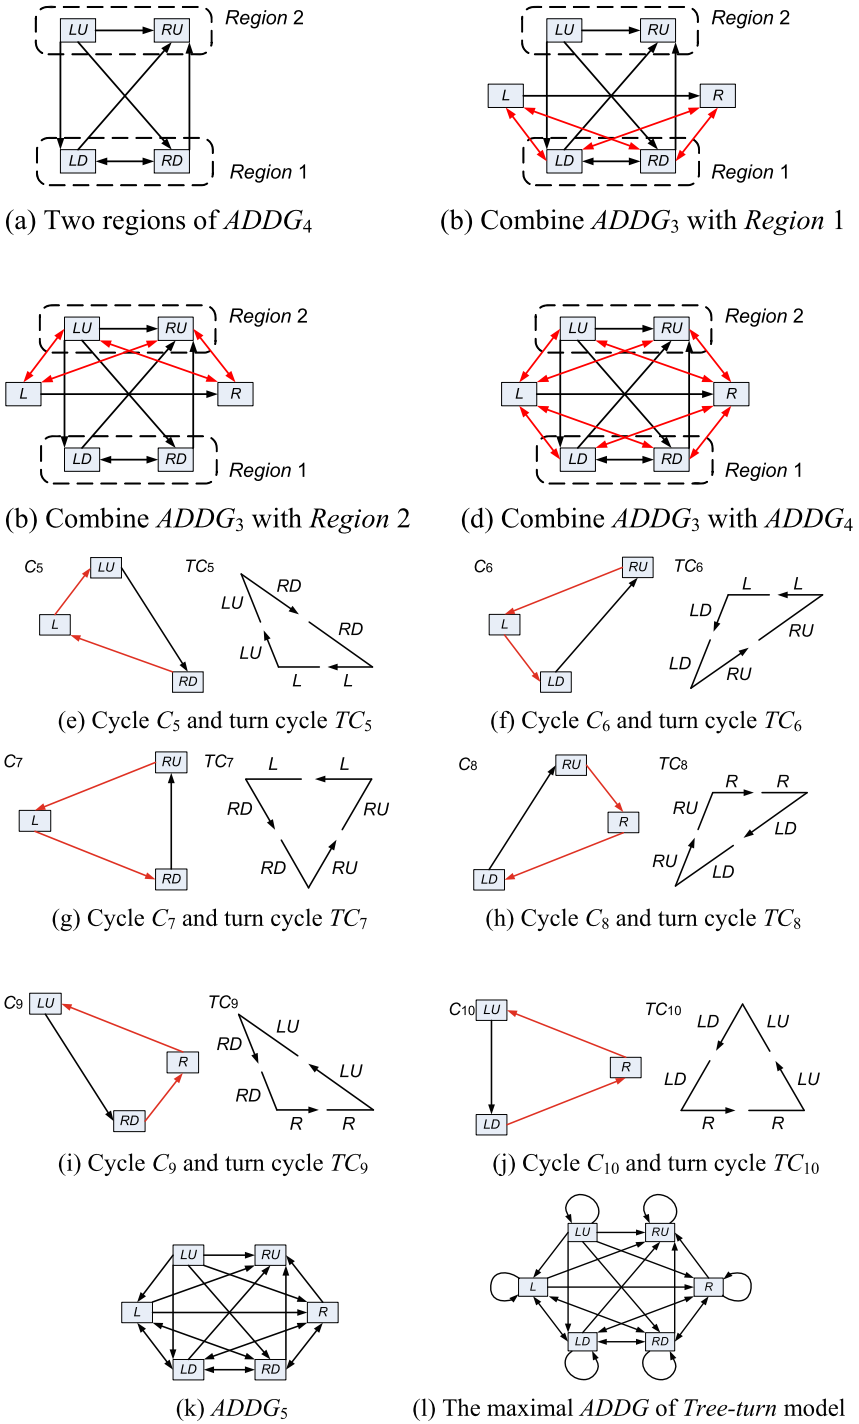 LU RU Region 2
LD RD Region 1
(a) Two regions of ADDG4
LU RU Region 2
L R
LD RD Region 1
(b) Combine ADDG3 with Region 1
LU RU Region 2
L R
LD RD Region 1
(b) Combine ADDG3 with Region 2
LU RU Region 2
L R
LD RD Region 1
(d) Combine ADDG3 with ADDG4
C5 LU TC5 RD
L LU RD
LU
RD L L
(e) Cycle C5 and turn cycle TC5
C6 RU TC6 L L
L LD RU
LD LD RU
(f) Cycle C6 and turn cycle TC6
C7 RU TC7 L L
L RD RU
RD RD RU
(g) Cycle C7 and turn cycle TC7
C8 RU TC8 R R
R RU LD
LD RU LD
(h) Cycle C8 and turn cycle TC8
C9 LU TC9 LU
R RD LU
RD RD R R
(i) Cycle C9 and turn cycle TC9
C10 LU TC10 LD LU
R LD LU
LD R R
(j) Cycle C10 and turn cycle TC10
LU RU
L R
LD RD
(k) ADDG5
LU RU
L R
LD RD
(l) The maximal ADDG of Tree-turn model